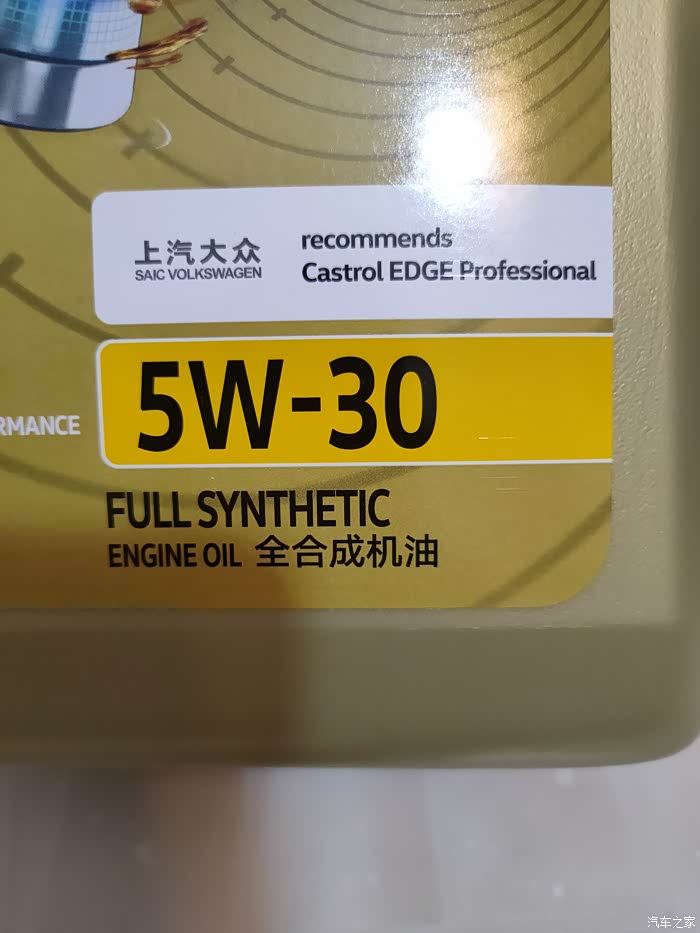 上汽大众
SAIC VOLKSWAGEN
recommends
Castrol EDGE Professional
5W-30
RMANCE
FULL SYNTHETIC
ENGINE OIL 全合成机油
汽车之家